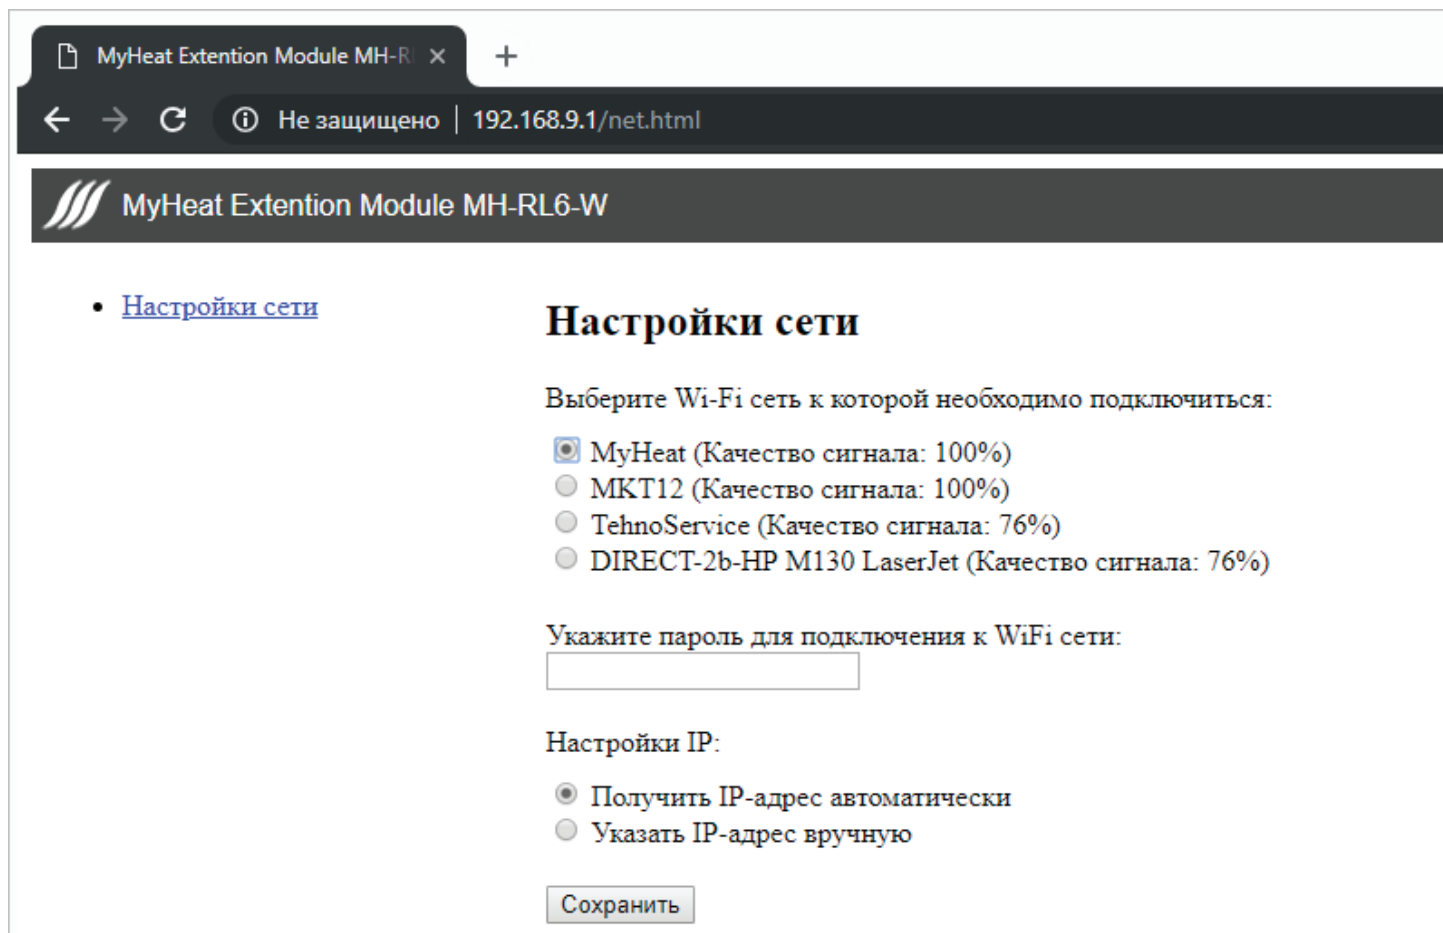 MyHeat Extention Module MH-R
Не защищено | 192.168.9.1/net.html
MyHeat Extention Module MH-RL6-W
Настройки сети
Настройки сети
Выберите Wi-Fi сеть к которой необходимо подключиться:
MyHeat (Качество сигнала: 100%)
MKT12 (Качество сигнала: 100%)
TehnoService (Качество сигнала: 76%)
DIRECT-2b-HP M130 LaserJet (Качество сигнала: 76%)
Укажите пароль для подключения к WiFi сети:
Настройки IP:
Получить IP-адрес автоматически
Указать IP-адрес вручную
Сохранить